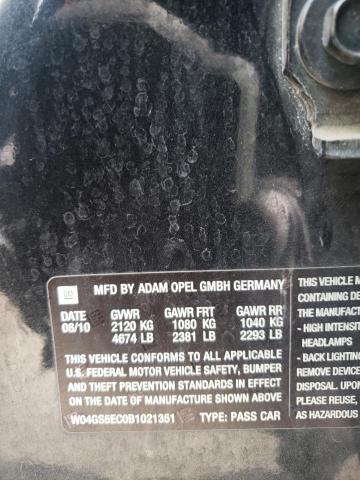 GM
MFD BY ADAM OPEL GMBH GERMANY
DATE GVWR GAWR FRT GAWR RR
08/10 2120 KG 1080 KG 1040 KG
4674 LB 2381 LB 2293 LB
THIS VEHICLE CONFORMS TO ALL APPLICABLE
U.S. FEDERAL MOTOR VEHICLE SAFETY, BUMPER
AND THEFT PREVENTION STANDARDS IN EFFECT
ON THE DATE OF MANUFACTURE SHOWN ABOVE.
W04GS5EC0B1021351 TYPE: PASS CAR
THIS VEHICLE M
CONTAINING DE
THE MANUFACT
- HIGH INTENSI
HEADLAMPS
- BACK LIGHTING
REMOVE DEVICE
DISPOSAL. UPON
PLEASE REUSE,
AS HAZARDOUS